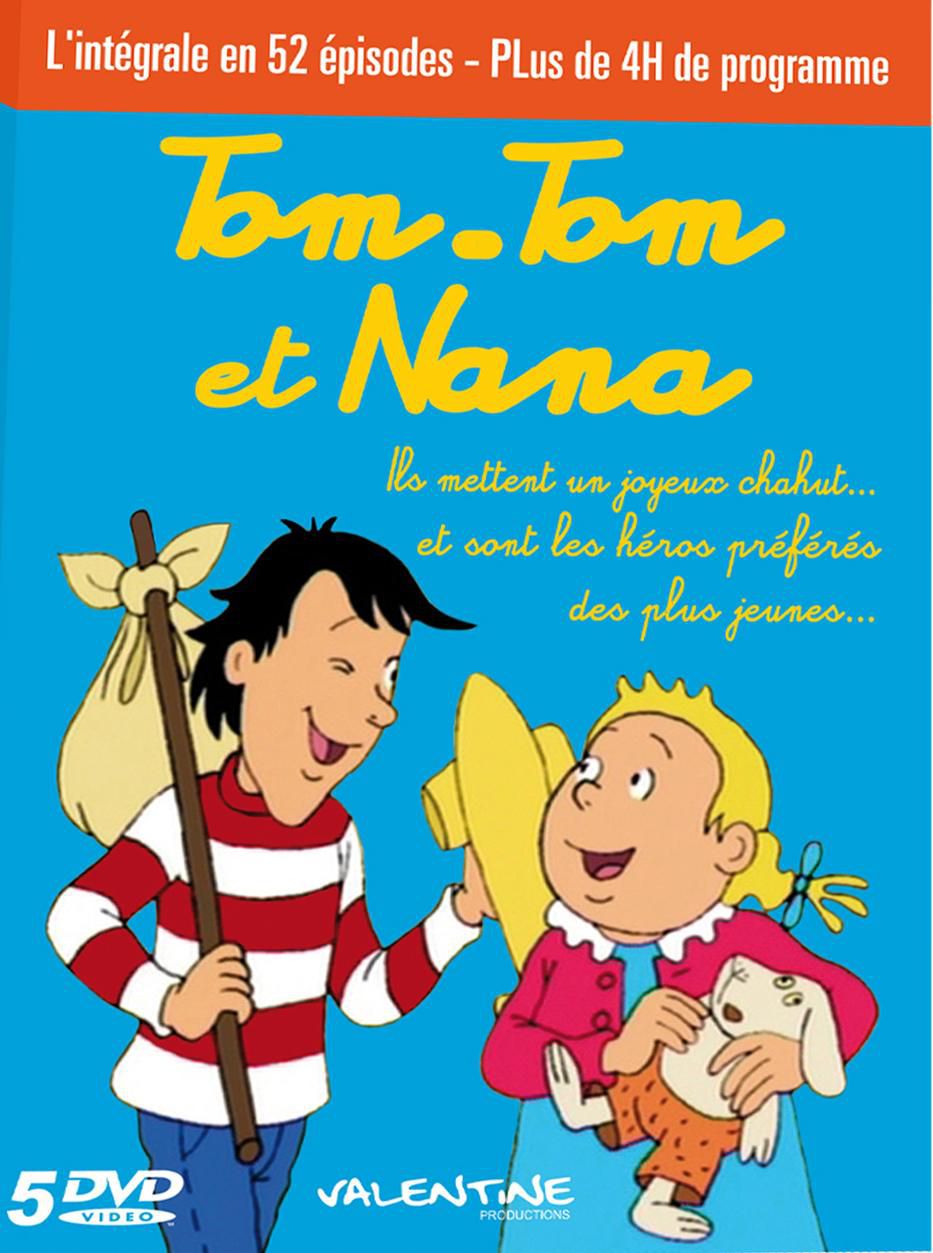 L'intégrale en 52 épisodes - PLus de 4H de programme
Tom-Tom
et Nana
Ils mettent un joyeux chahut...
et sont les héros préférés
des plus jeunes...
5 DVD
VIDEO
VALENTINE
PRODUCTIONS